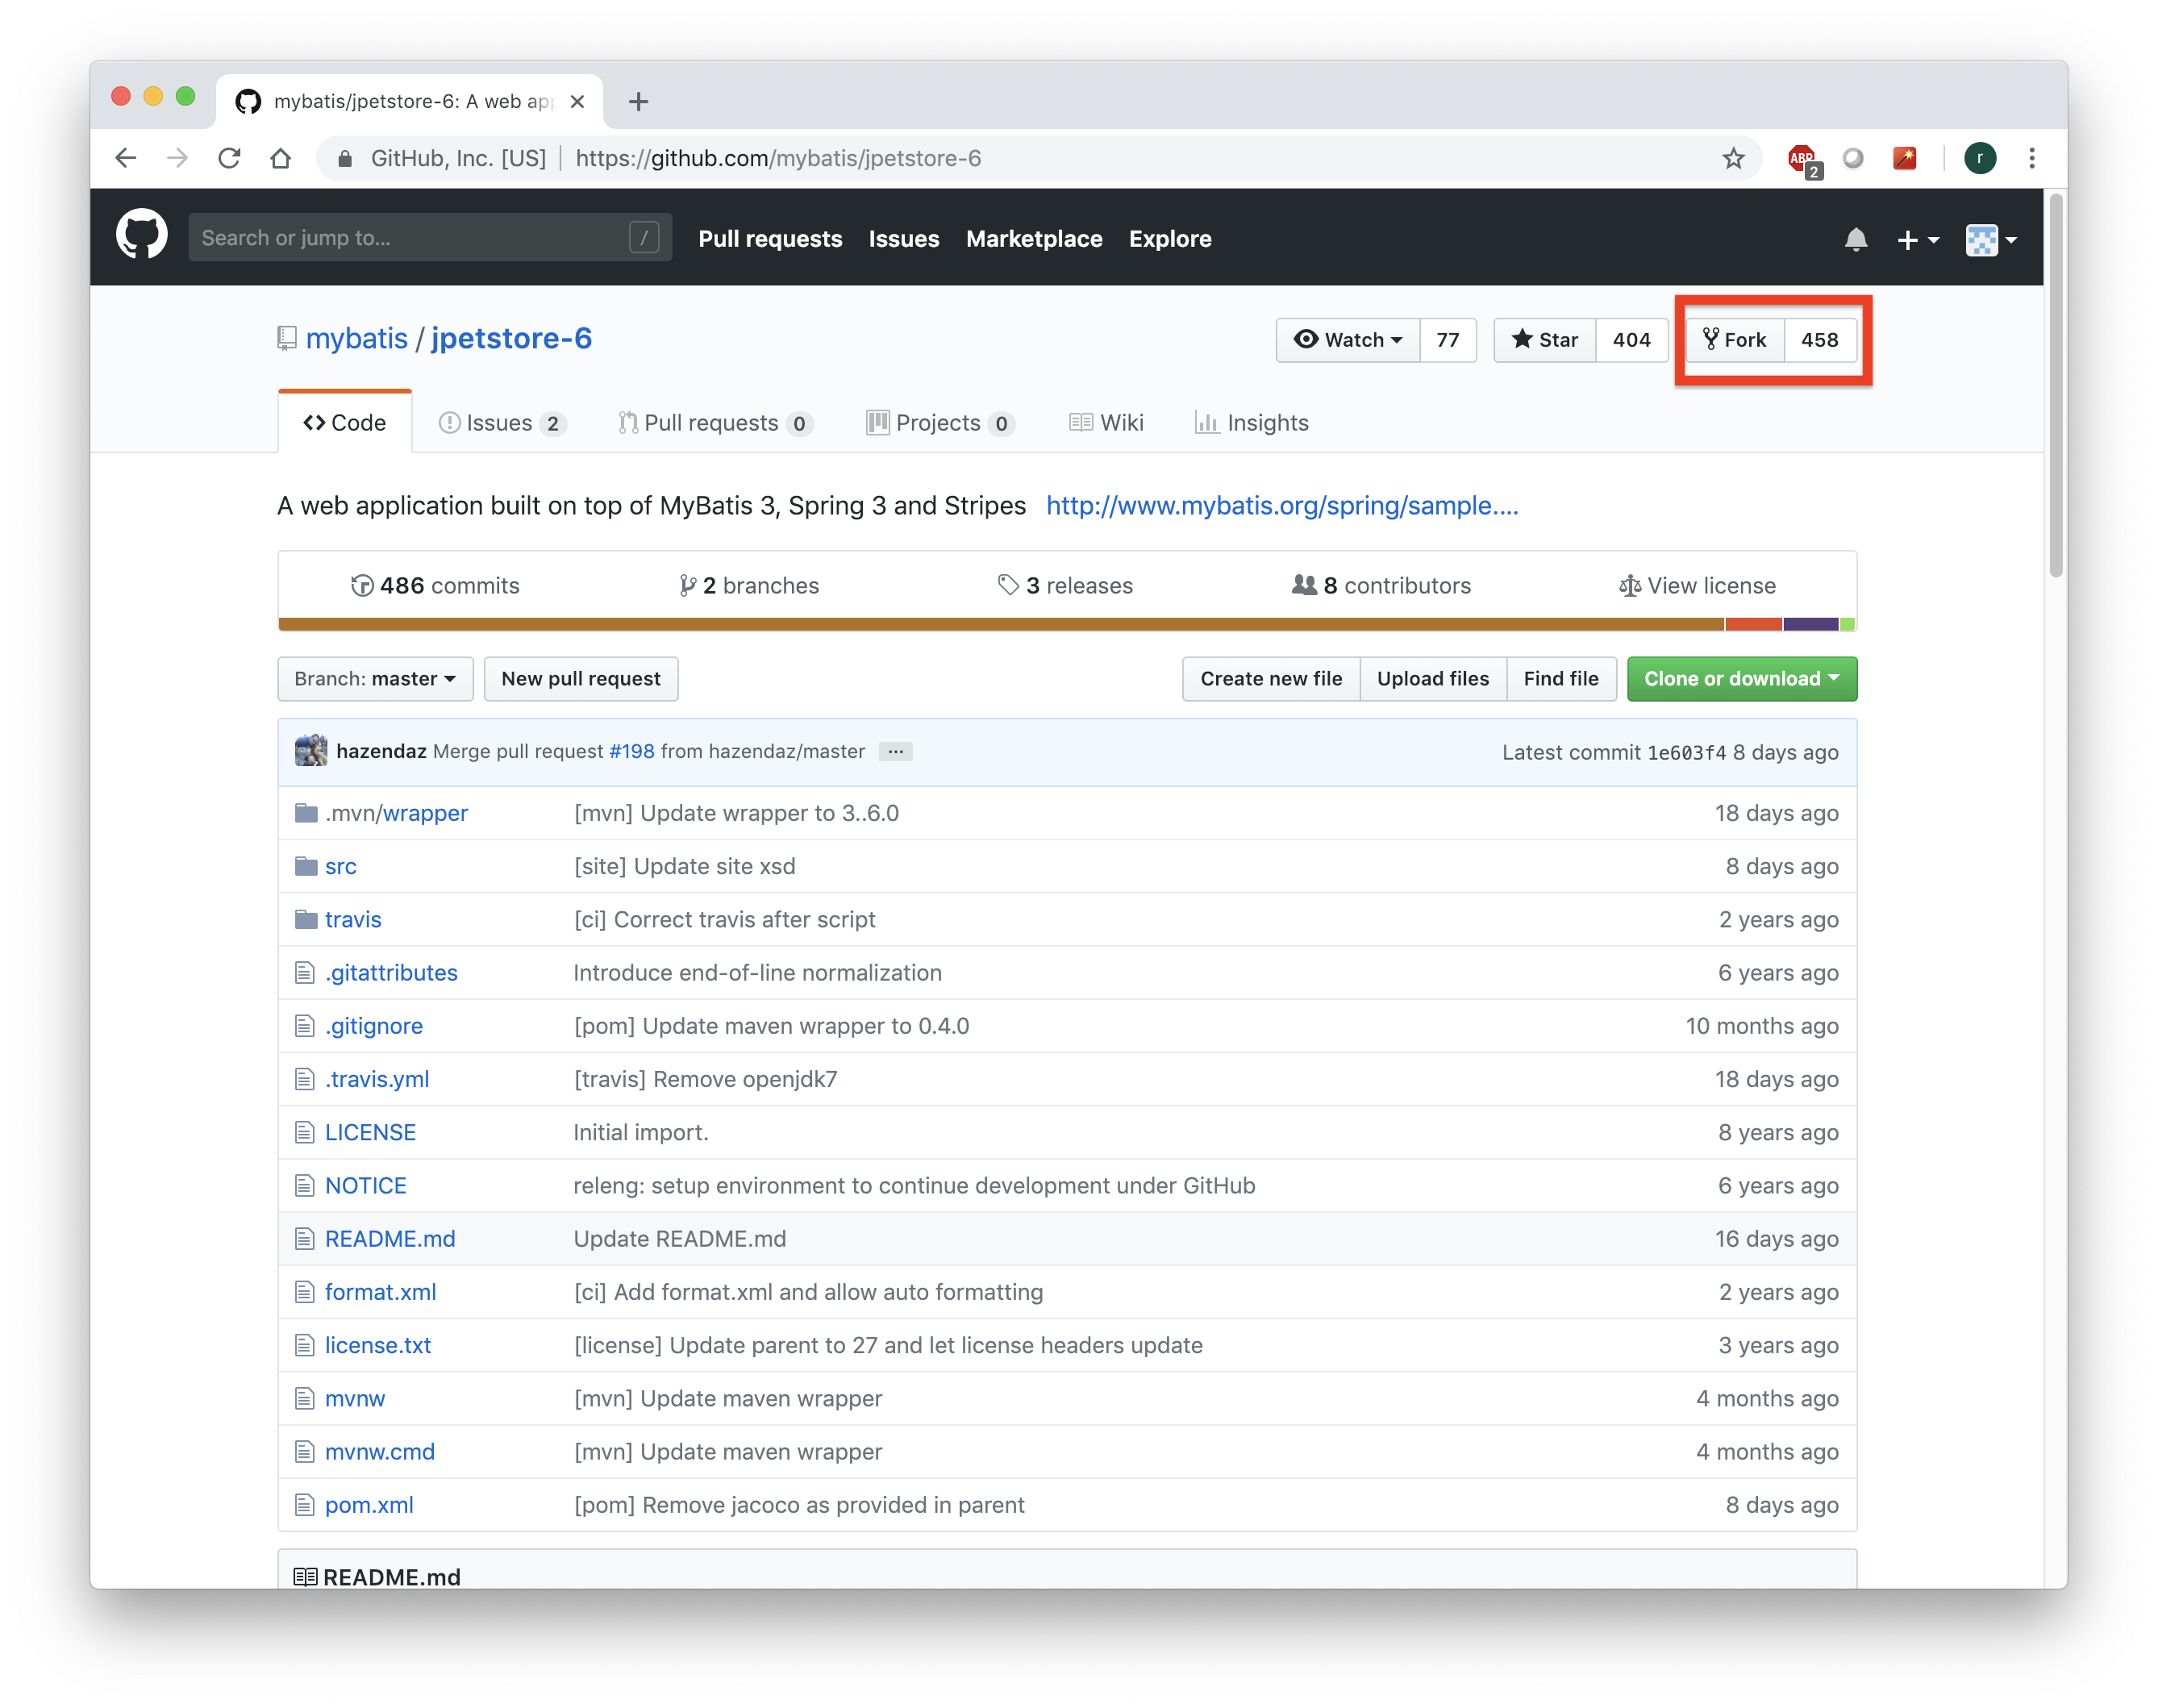 mybatis/jpetstore-6: A web app
GitHub, Inc. [US] https://github.com/mybatis/jpetstore-6
ABP 2 r
Search or jump to... / Pull requests Issues Marketplace Explore
mybatis / jpetstore-6 Watch 77 Star 404 Fork 458
Code Issues 2 Pull requests 0 Projects 0 Wiki Insights
A web application built on top of MyBatis 3, Spring 3 and Stripes http://www.mybatis.org/spring/sample....
486 commits 2 branches 3 releases 8 contributors View license
Branch: master New pull request Create new file Upload files Find file Clone or download
hazendaz Merge pull request #198 from hazendaz/master ... Latest commit 1e603f4 8 days ago
.mvn/wrapper [mvn] Update wrapper to 3..6.0 18 days ago
src [site] Update site xsd 8 days ago
travis [ci] Correct travis after script 2 years ago
.gitattributes Introduce end-of-line normalization 6 years ago
.gitignore [pom] Update maven wrapper to 0.4.0 10 months ago
.travis.yml [travis] Remove openjdk7 18 days ago
LICENSE Initial import. 8 years ago
NOTICE releng: setup environment to continue development under GitHub 6 years ago
README.md Update README.md 16 days ago
format.xml [ci] Add format.xml and allow auto formatting 2 years ago
license.txt [license] Update parent to 27 and let license headers update 3 years ago
mvnw [mvn] Update maven wrapper 4 months ago
mvnw.cmd [mvn] Update maven wrapper 4 months ago
pom.xml [pom] Remove jacoco as provided in parent 8 days ago
README.md